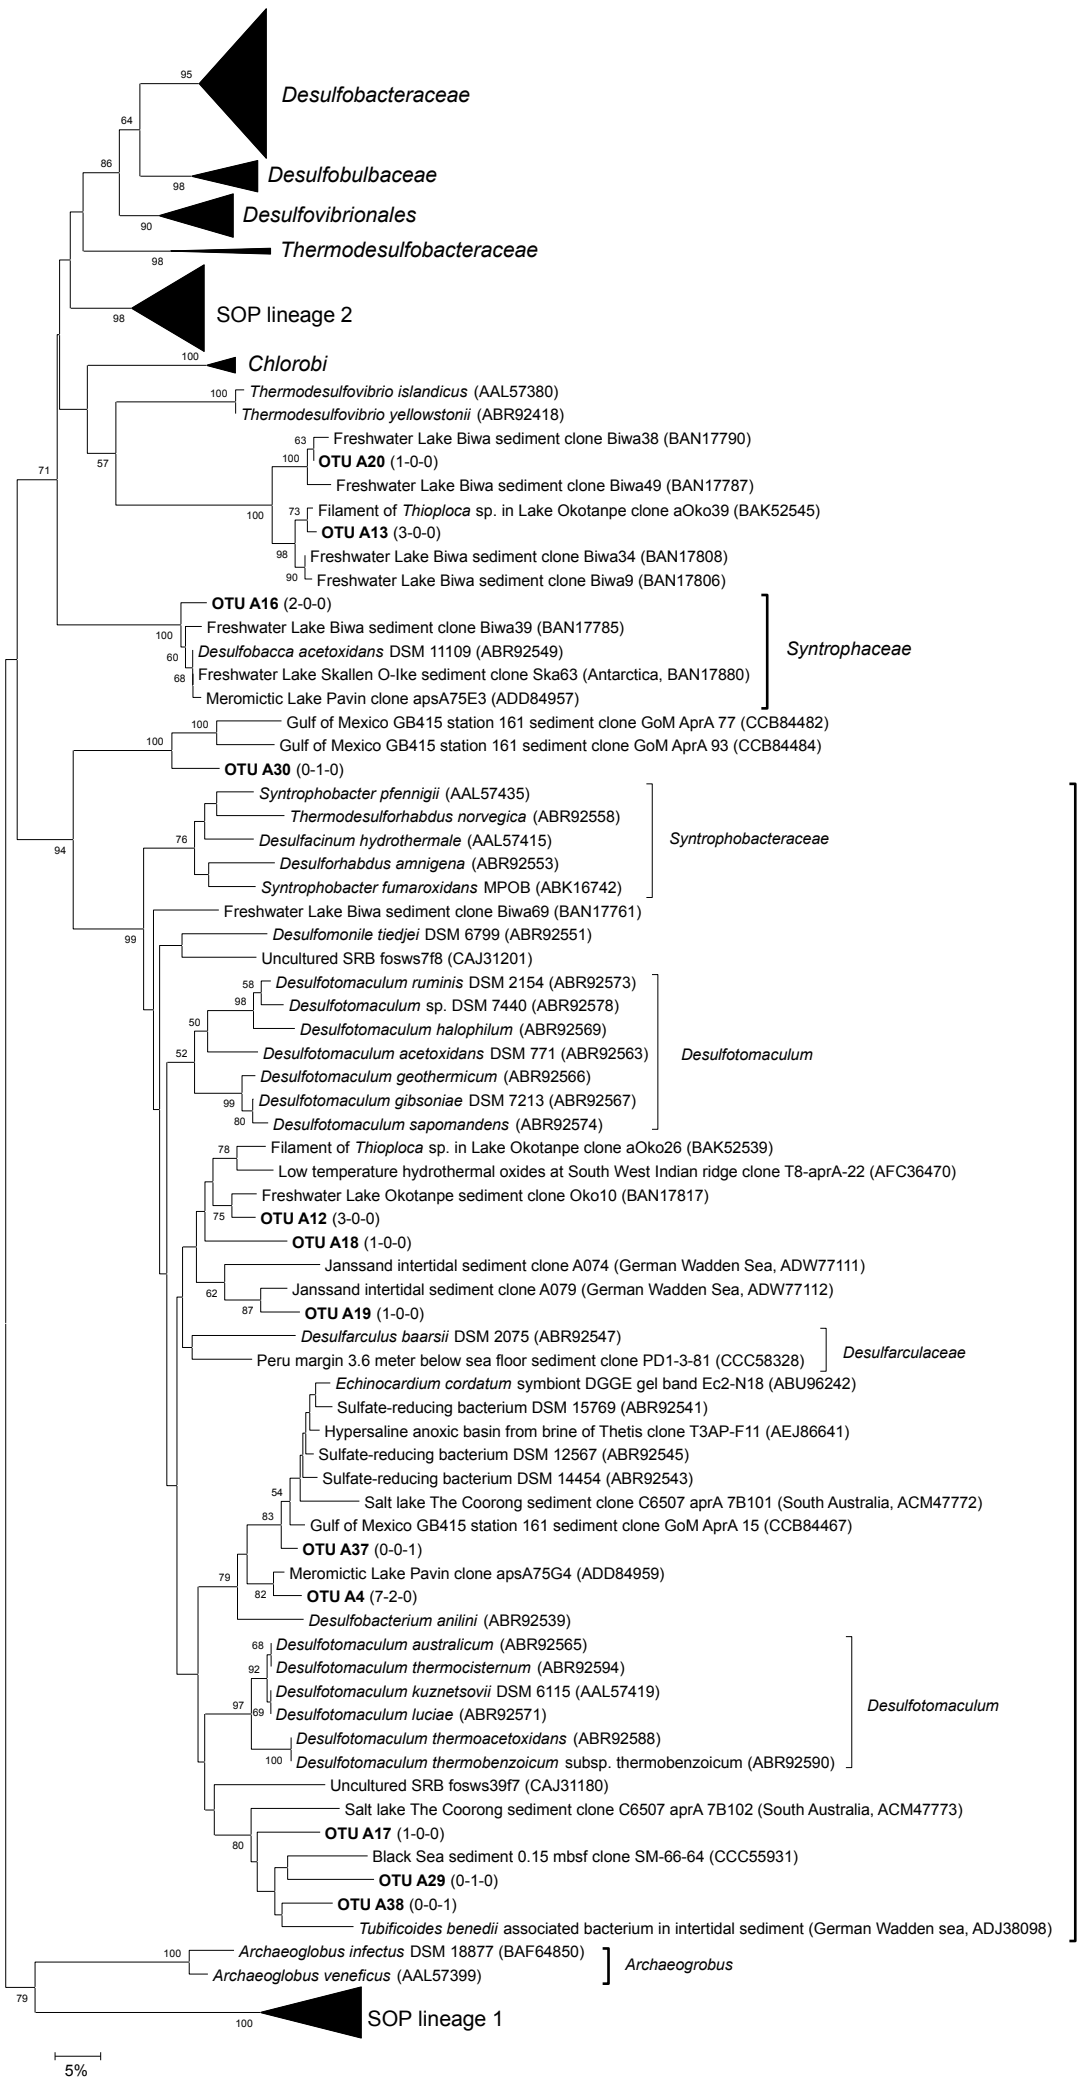 95
Desulfobacteraceae
64
86
98
Desulfobulbaceae
90
Desulfovibrionales
98
Thermodesulfobacteraceae
98
SOP lineage 2
100
Chlorobi
100
Thermodesulfovibrio islandicus (AAL57380)
Thermodesulfovibrio yellowstonii (ABR92418)
57
63
Freshwater Lake Biwa sediment clone Biwa38 (BAN17790)
100
OTU A20 (1-0-0)
71
Freshwater Lake Biwa sediment clone Biwa49 (BAN17787)
100
73
Filament of Thioploca sp. in Lake Okotanpe clone aOko39 (BAK52545)
OTU A13 (3-0-0)
98
Freshwater Lake Biwa sediment clone Biwa34 (BAN17808)
90
Freshwater Lake Biwa sediment clone Biwa9 (BAN17806)
OTU A16 (2-0-0)
100
Freshwater Lake Biwa sediment clone Biwa39 (BAN17785)
60
Desulfobacca acetoxidans DSM 11109 (ABR92549)
Syntrophaceae
68
Freshwater Lake Skallen O-Ike sediment clone Ska63 (Antarctica, BAN17880)
Meromictic Lake Pavin clone apsA75E3 (ADD84957)
100
Gulf of Mexico GB415 station 161 sediment clone GoM AprA 77 (CCB84482)
100
Gulf of Mexico GB415 station 161 sediment clone GoM AprA 93 (CCB84484)
OTU A30 (0-1-0)
Syntrophobacter pfennigii (AAL57435)
Thermodesulforhabdus norvegica (ABR92558)
76
Desulfacinum hydrothermale (AAL57415)
Syntrophobacteraceae
94
Desulforhabdus amnigena (ABR92553)
Syntrophobacter fumaroxidans MPOB (ABK16742)
Freshwater Lake Biwa sediment clone Biwa69 (BAN17761)
99
Desulfomonile tiedjei DSM 6799 (ABR92551)
Uncultured SRB fosws7f8 (CAJ31201)
58
Desulfotomaculum ruminis DSM 2154 (ABR92573)
98
Desulfotomaculum sp. DSM 7440 (ABR92578)
50
Desulfotomaculum halophilum (ABR92569)
52
Desulfotomaculum acetoxidans DSM 771 (ABR92563)
Desulfotomaculum
Desulfotomaculum geothermicum (ABR92566)
99
Desulfotomaculum gibsoniae DSM 7213 (ABR92567)
80
Desulfotomaculum sapomandens (ABR92574)
78
Filament of Thioploca sp. in Lake Okotanpe clone aOko26 (BAK52539)
Low temperature hydrothermal oxides at South West Indian ridge clone T8-aprA-22 (AFC36470)
Freshwater Lake Okotanpe sediment clone Oko10 (BAN17817)
75
OTU A12 (3-0-0)
OTU A18 (1-0-0)
Janssand intertidal sediment clone A074 (German Wadden Sea, ADW77111)
62
Janssand intertidal sediment clone A079 (German Wadden Sea, ADW77112)
87
OTU A19 (1-0-0)
Desulfarculus baarsii DSM 2075 (ABR92547)
Desulfarculaceae
Peru margin 3.6 meter below sea floor sediment clone PD1-3-81 (CCC58328)
Echinocardium cordatum symbiont DGGE gel band Ec2-N18 (ABU96242)
Sulfate-reducing bacterium DSM 15769 (ABR92541)
Hypersaline anoxic basin from brine of Thetis clone T3AP-F11 (AEJ86641)
Sulfate-reducing bacterium DSM 12567 (ABR92545)
Sulfate-reducing bacterium DSM 14454 (ABR92543)
54
Salt lake The Coorong sediment clone C6507 aprA 7B101 (South Australia, ACM47772)
83
Gulf of Mexico GB415 station 161 sediment clone GoM AprA 15 (CCB84467)
OTU A37 (0-0-1)
79
Meromictic Lake Pavin clone apsA75G4 (ADD84959)
82
OTU A4 (7-2-0)
Desulfobacterium anilini (ABR92539)
68
Desulfotomaculum australicum (ABR92565)
92
Desulfotomaculum thermocisternum (ABR92594)
Desulfotomaculum kuznetsovii DSM 6115 (AAL57419)
97
69
Desulfotomaculum luciae (ABR92571)
Desulfotomaculum
Desulfotomaculum thermoacetoxidans (ABR92588)
100
Desulfotomaculum thermobenzoicum subsp. thermobenzoicum (ABR92590)
Uncultured SRB fosws39f7 (CAJ31180)
Salt lake The Coorong sediment clone C6507 aprA 7B102 (South Australia, ACM47773)
80
OTU A17 (1-0-0)
Black Sea sediment 0.15 mbsf clone SM-66-64 (CCC55931)
OTU A29 (0-1-0)
OTU A38 (0-0-1)
Tubificoides benedii associated bacterium in intertidal sediment (German Wadden sea, ADJ38098)
100
Archaeoglobus infectus DSM 18877 (BAF64850)
Archaeogrobus
Archaeoglobus veneficus (AAL57399)
79
100
SOP lineage 1
5%